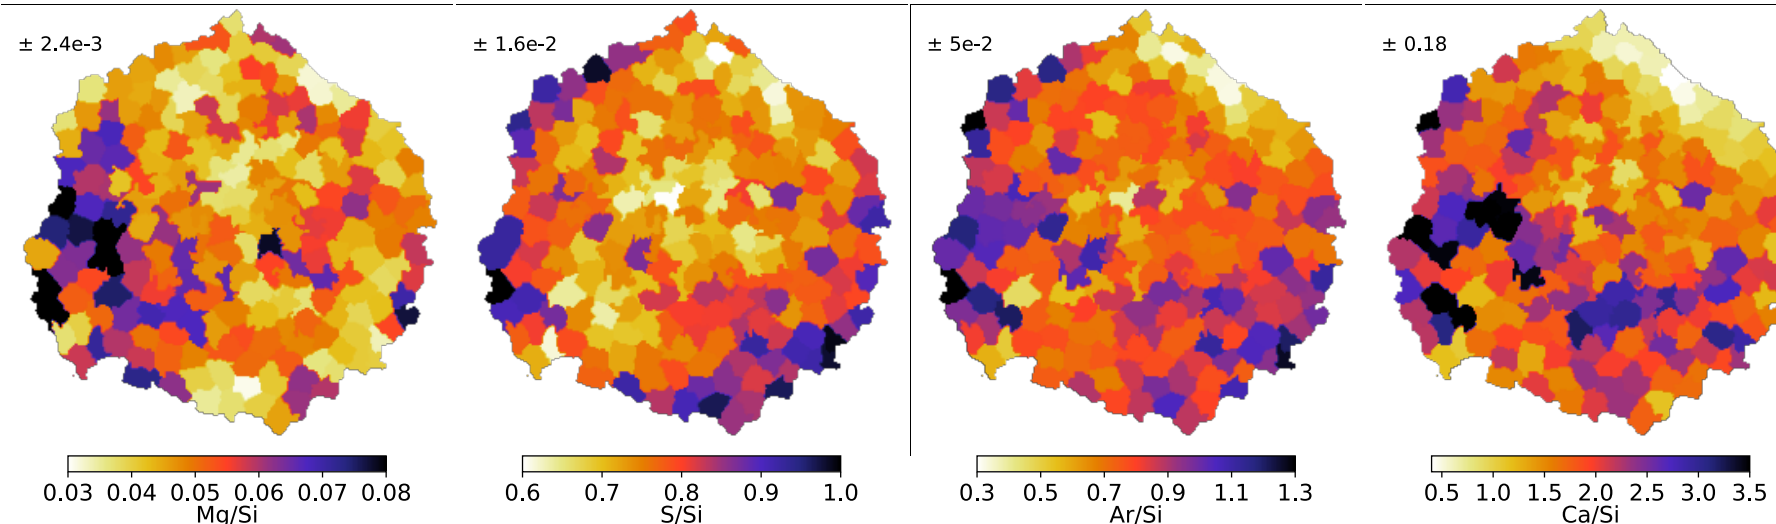 ± 2.4e-3
± 1.6e-2
± 5e-2
± 0.18
0.03 0.04 0.05 0.06 0.07 0.08
Mg/Si
0.6 0.7 0.8 0.9 1.0
S/Si
0.3 0.5 0.7 0.9 1.1 1.3
Ar/Si
0.5 1.0 1.5 2.0 2.5 3.0 3.5
Ca/Si